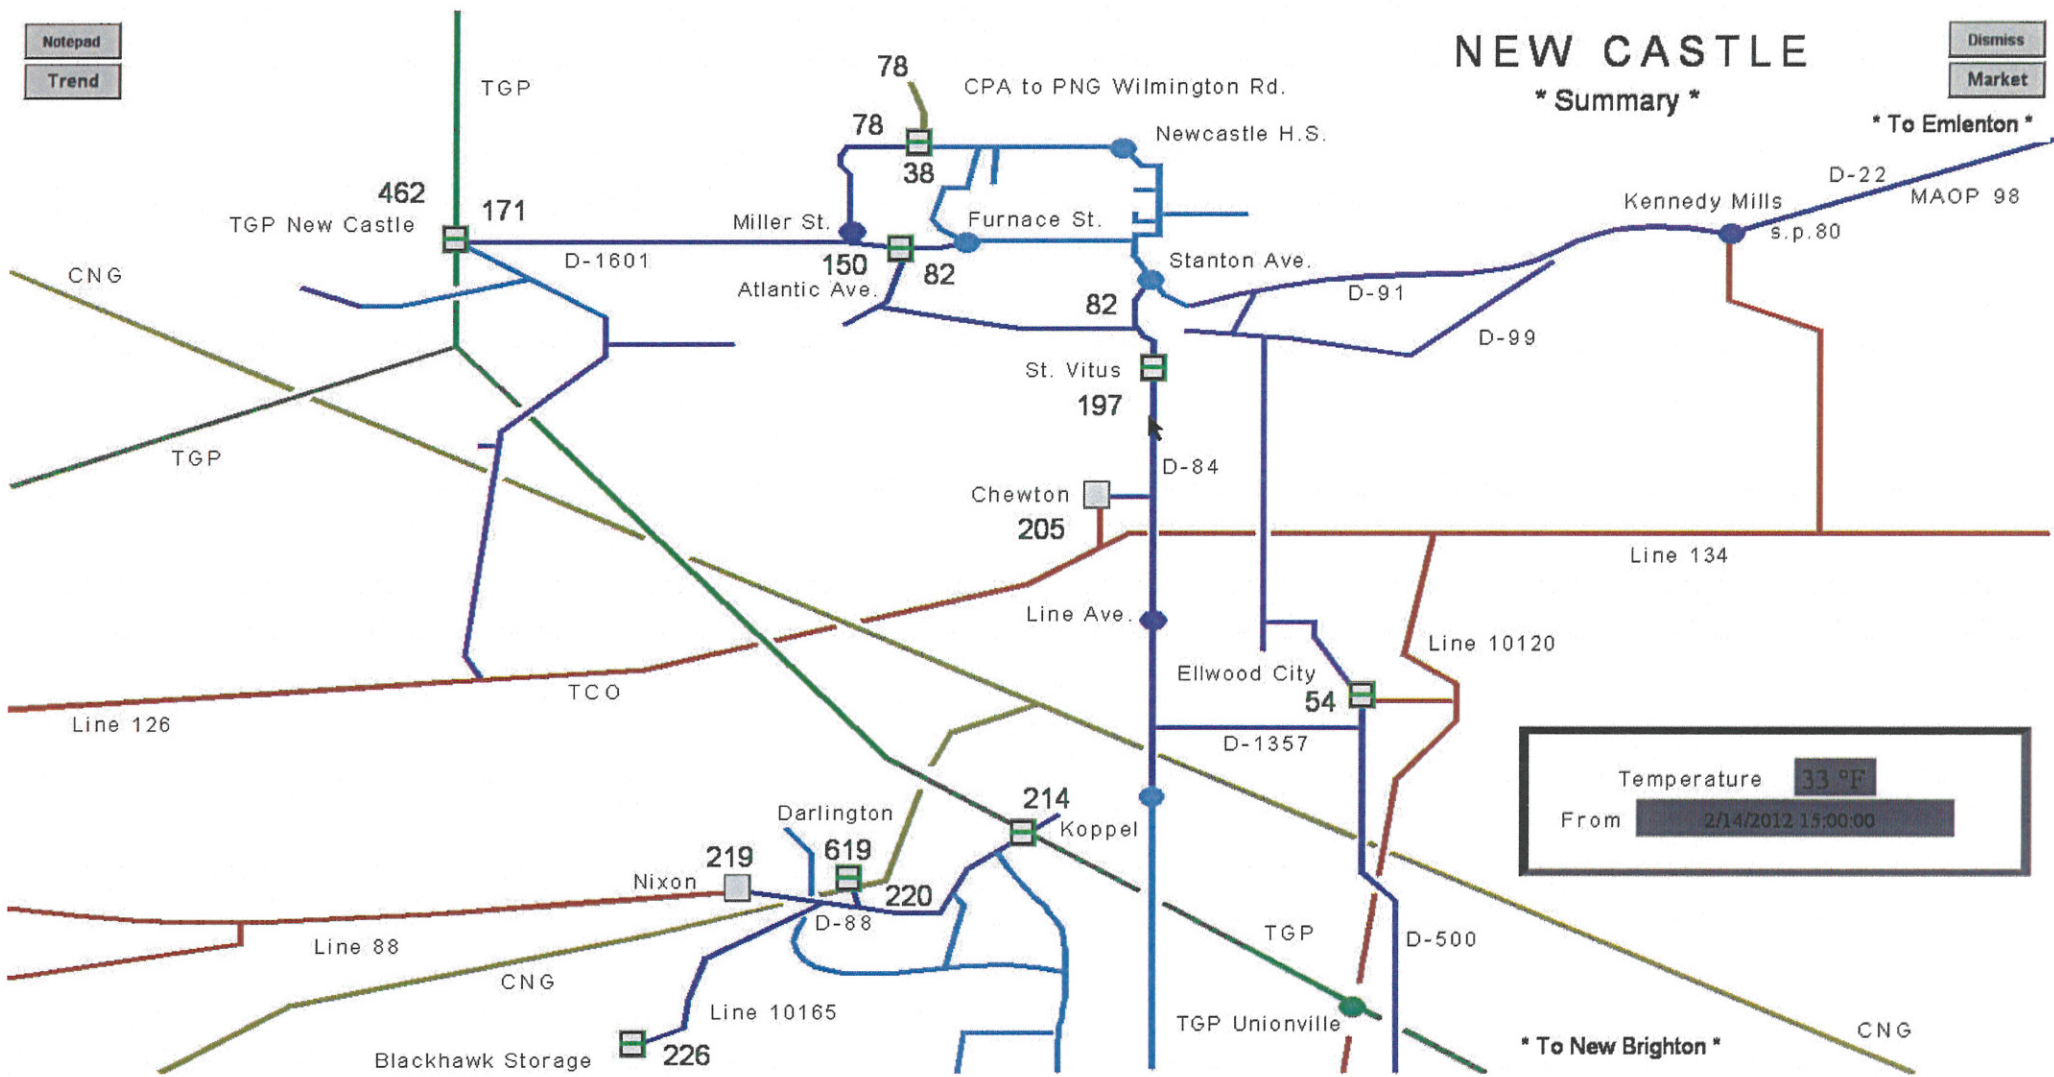 Notepad
Trend
NEW CASTLE
* Summary *
Dismiss
Market
* To Emlenton *
TGP
78
CPA to PNG Wilmington Rd.
78
38
Newcastle H.S.
D-22
MAOP 98
Kennedy Mills
s.p.80
462
171
TGP New Castle
Miller St.
Furnace St.
D-1601
150
82
Stanton Ave.
CNG
Atlantic Ave.
82
D-91
D-99
St. Vitus
197
TGP
D-84
Chewton
205
Line 134
Line Ave.
Line 10120
Ellwood City
54
TCO
Line 126
D-1357
Temperature 33 °F
From 2/14/2012 15:00:00
Darlington
214
Koppel
619
219
Nixon
220
D-88
Line 88
TGP
D-500
CNG
Line 10165
TGP Unionville
CNG
* To New Brighton *
Blackhawk Storage
226